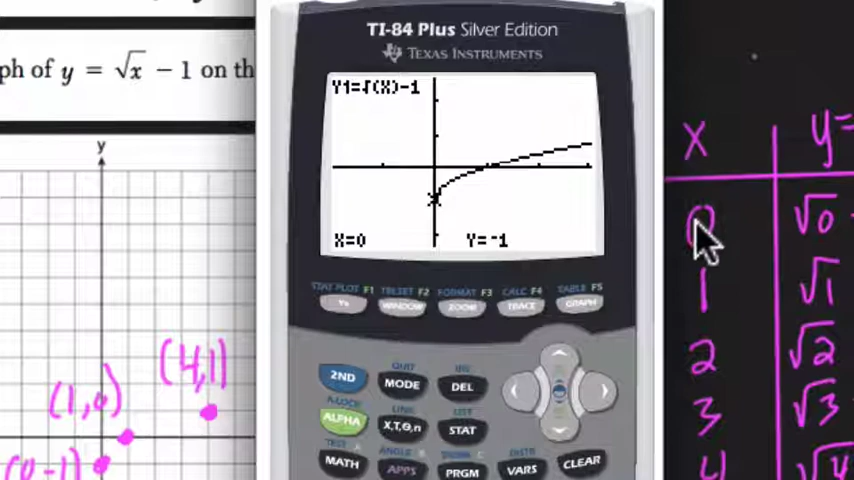 ph of y = √x − 1 on th
y
(4,1)
(1,0)
(0,-1)
TI-84 Plus Silver Edition
TEXAS INSTRUMENTS
Y1=√(X)-1
X=0 Y=-1
STAT PLOT F1 TBLSET F2 FORMAT F3 CALC F4 TABLE F5
Y= WINDOW ZOOM TRACE GRAPH
QUIT INS
2ND MODE DEL
A-LOCK LINK LIST
ALPHA X,T,Θ,n STAT
TEST A ANGLE B DRAW C DISTR
MATH APPS PRGM VARS CLEAR
X y=
0 √0
1 √1
2 √2
3 √3
4 √4